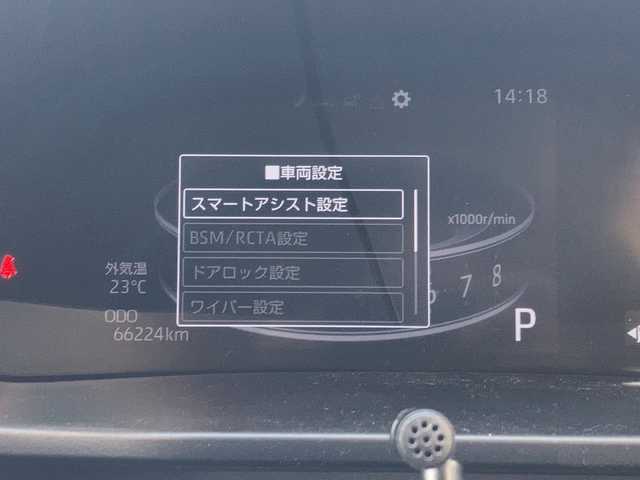 14:18
■車両設定
スマートアシスト設定
BSM/RCTA設定
ドアロック設定
ワイパー設定
x1000r/min
外気温
23℃
ODO
66224km
6 7 8
P